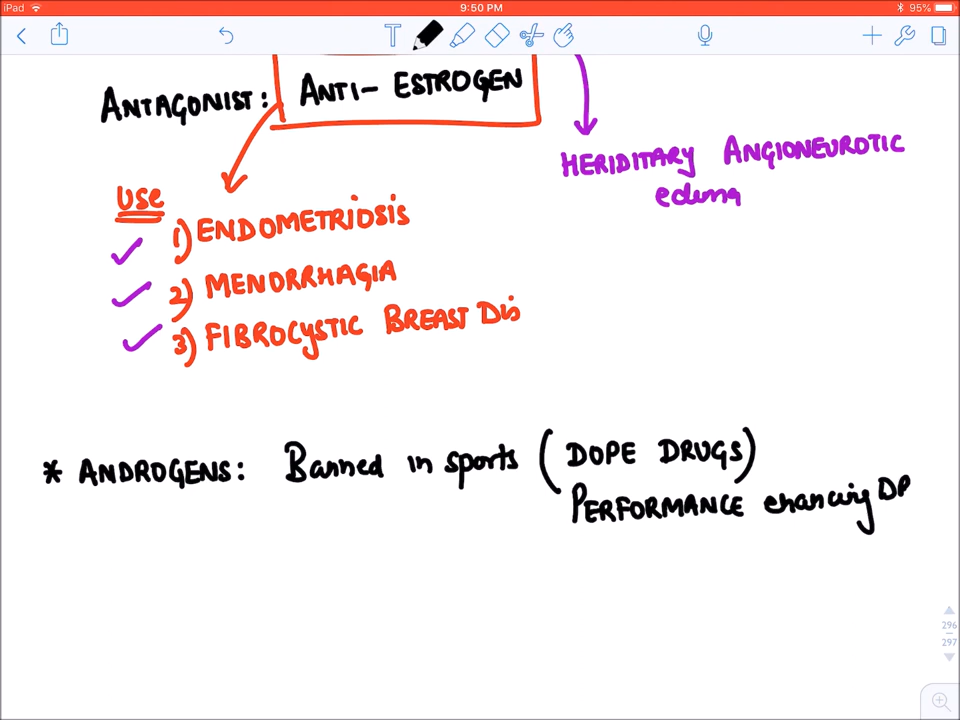 iPad 9:50 PM 95%
T
ANTAGONIST: ANTI- ESTROGEN
HERIDITARY ANGIONEUROTIC
edema
Use
1) ENDOMETRIOSIS
2) MENORRHAGIA
3) FIBROCYSTIC BREAST Dis
* ANDROGENS: Banned in sports (DOPE DRUGS)
PERFORMANCE enhancing DP
296
297